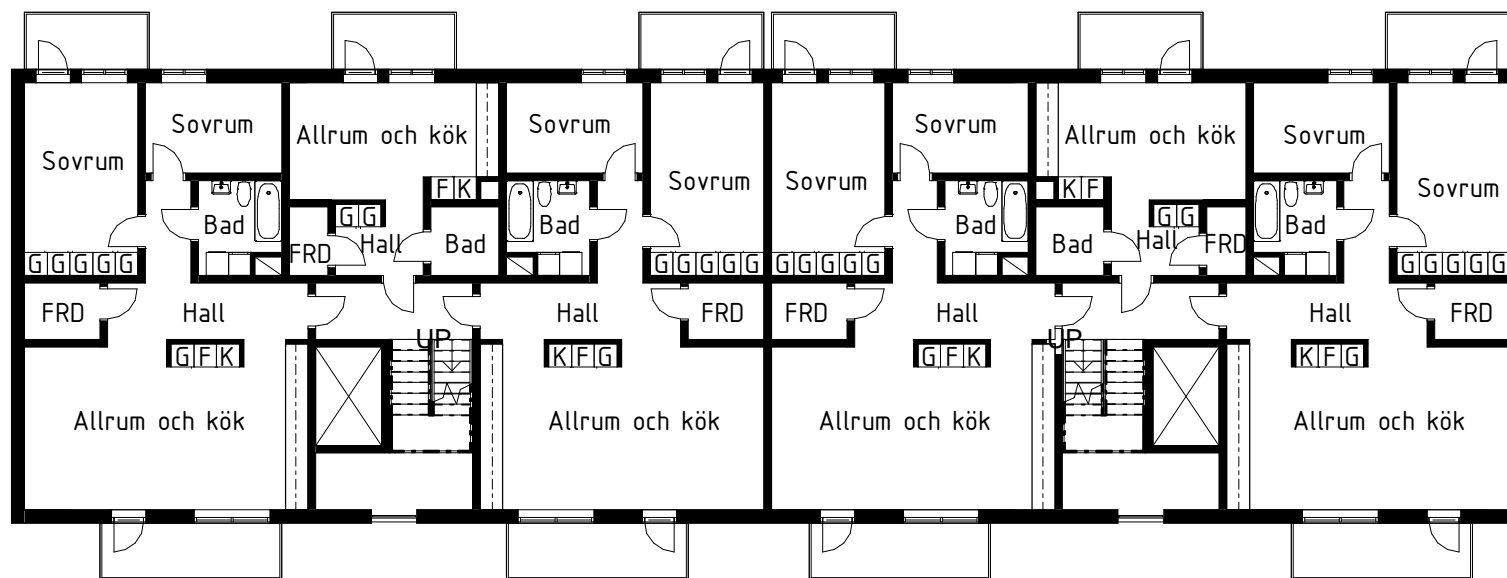 Sovrum
Allrum och kök
Sovrum
Sovrum
Allrum och kök
Sovrum
Sovrum
Sovrum
Sovrum
Sovrum
F K
K F
Bad
G G
Hall
Bad
Bad
Bad
Bad
G G
Hall
Bad
FRD
FRD
G G G G G
G G G G G
G G G G G
G G G G G
FRD
Hall
Hall
FRD
FRD
Hall
Hall
FRD
UP
UP
G F K
K F G
G F K
K F G
Allrum och kök
Allrum och kök
Allrum och kök
Allrum och kök